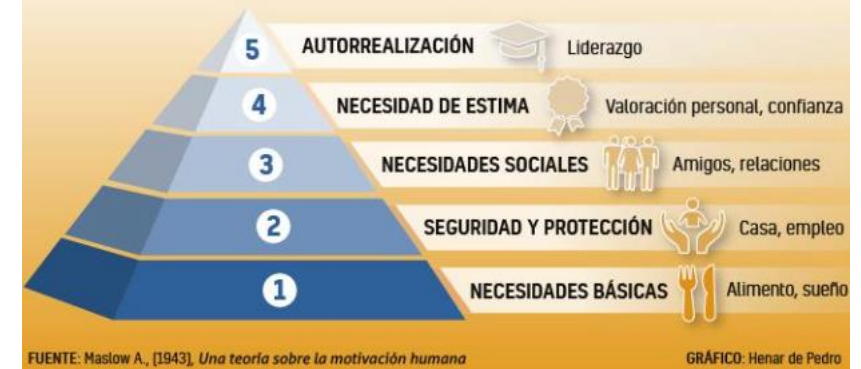 5 AUTORREALIZACIÓN Liderazgo
4 NECESIDAD DE ESTIMA Valoración personal, confianza
3 NECESIDADES SOCIALES Amigos, relaciones
2 SEGURIDAD Y PROTECCIÓN Casa, empleo
1 NECESIDADES BÁSICAS Alimento, sueño
FUENTE: Maslow A., (1943), Una teoría sobre la motivación humana GRÁFICO: Henar de Pedro